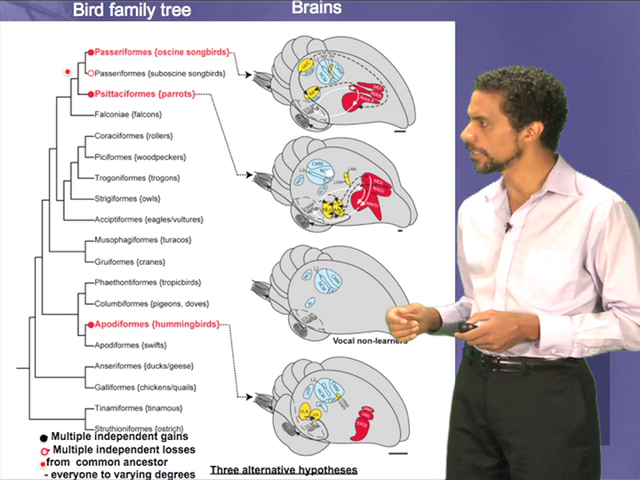 Bird family tree
Brains
Passeriformes {oscine songbirds}
Passeriformes {suboscine songbirds}
Psittaciformes {parrots}
Falconiae {falcons}
Coraciiformes {rollers}
Piciformes {woodpeckers}
Trogoniformes {trogons}
Strigiformes {owls}
Accipitiformes {eagles/vultures}
Musophagiformes {turacos}
Gruiformes {cranes}
Phaethontiformes {tropicbirds}
Columbiformes {pigeons, doves}
Apodiformes {hummingbirds}
Apodiformes {swifts}
Anseriformes {ducks/geese}
Galliformes {chickens/quails}
Tinamiformes {tinamous}
Struthioniformes {ostrich}
Vocal non-learners
Multiple independent gains
Multiple independent losses
from common ancestor
- everyone to varying degrees
Three alternative hypotheses